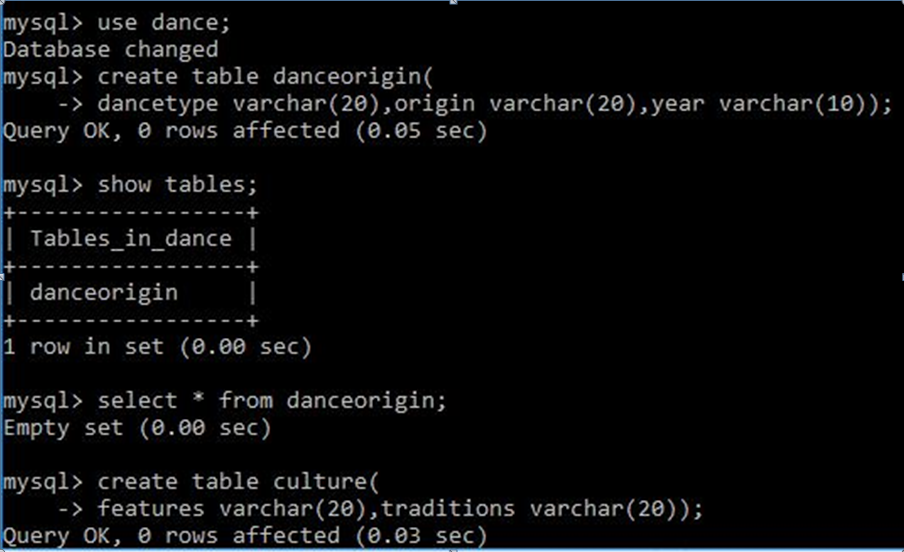 mysql> use dance;
Database changed
mysql> create table danceorigin(
    -> dancetype varchar(20),origin varchar(20),year varchar(10));
Query OK, 0 rows affected (0.05 sec)

mysql> show tables;
+-----------------+
| Tables_in_dance |
+-----------------+
| danceorigin     |
+-----------------+
1 row in set (0.00 sec)

mysql> select * from danceorigin;
Empty set (0.00 sec)

mysql> create table culture(
    -> features varchar(20),traditions varchar(20));
Query OK, 0 rows affected (0.03 sec)